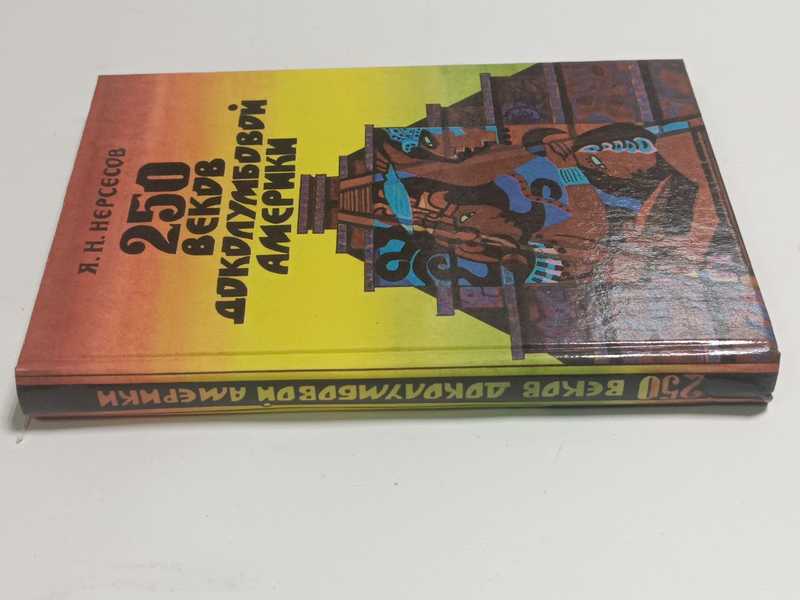 Я. Н. НЕРСЕСОВ
250
ВЕКОВ
ДОКОЛУМБОВОЙ
АМЕРИКИ
250 ВЕКОВ ДОКОЛУМБОВОЙ АМЕРИКИ